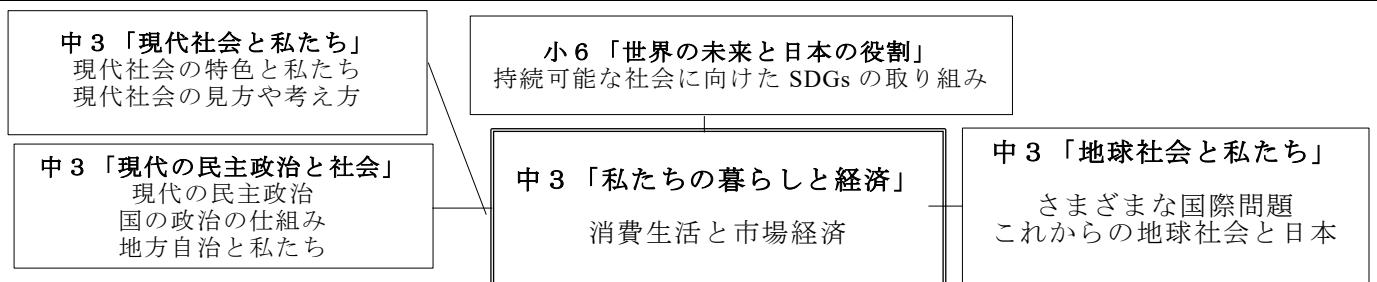 中３「現代社会と私たち」
現代社会の特色と私たち
現代社会の見方や考え方
小６「世界の未来と日本の役割」
持続可能な社会に向けた SDGs の取り組み
中３「現代の民主政治と社会」
現代の民主政治
国の政治の仕組み
地方自治と私たち
中３「私たちの暮らしと経済」
消費生活と市場経済
中３「地球社会と私たち」
さまざまな国際問題
これからの地球社会と日本